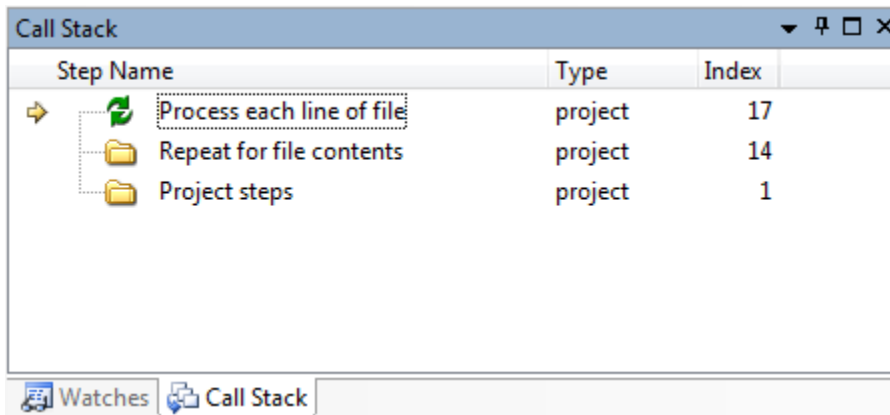 Call Stack
Step Name Type Index
Process each line of file project 17
Repeat for file contents project 14
Project steps project 1
Watches Call Stack